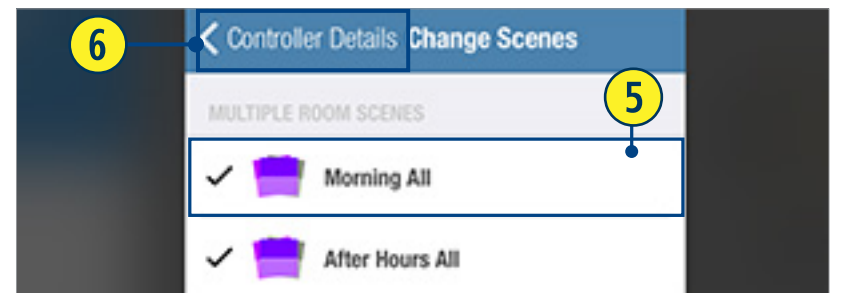 6
Controller Details Change Scenes
5
MULTIPLE ROOM SCENES
Morning All
After Hours All